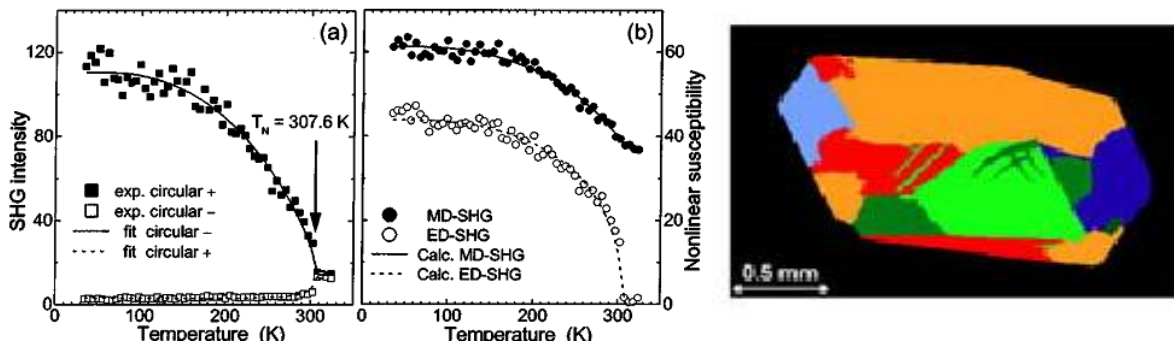 (a)
SHG intensity
120
80
40
0
T_N = 307.6 K
exp. circular +
exp. circular –
fit circular –
fit circular +
0 100 200 300
Temperature (K)
(b)
MD-SHG
ED-SHG
Calc. MD-SHG
Calc. ED-SHG
0 100 200 300
Temperature (K)
60
40
20
0
Nonlinear susceptibility
0.5 mm